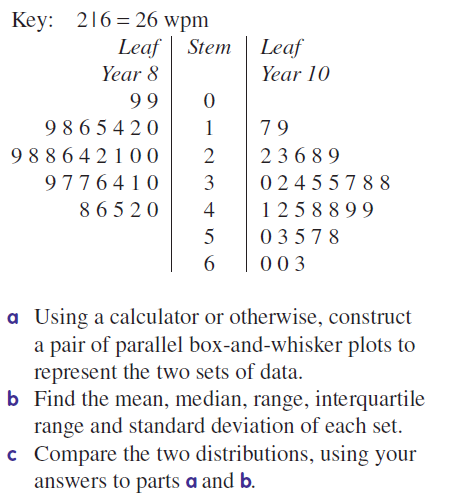 Key: 2|6 = 26 wpm
Leaf Stem Leaf
Year 8 Year 10
9 9 0
9 8 6 5 4 2 0 1 7 9
9 8 8 6 4 2 1 0 0 2 2 3 6 8 9
9 7 7 6 4 1 0 3 0 2 4 5 5 7 8 8
8 6 5 2 0 4 1 2 5 8 8 9 9
5 0 3 5 7 8
6 0 0 3
a Using a calculator or otherwise, construct
a pair of parallel box-and-whisker plots to
represent the two sets of data.
b Find the mean, median, range, interquartile
range and standard deviation of each set.
c Compare the two distributions, using your
answers to parts a and b.